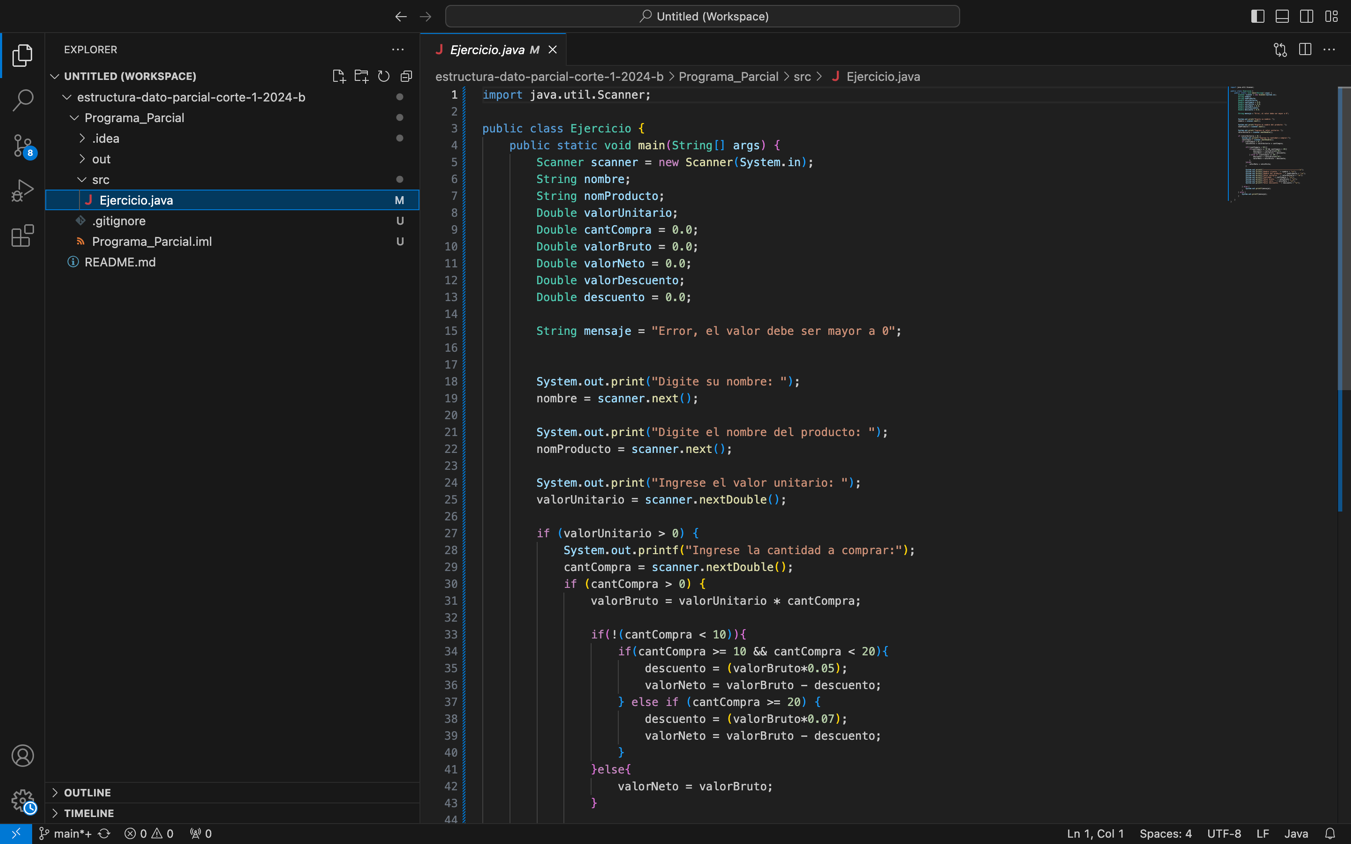 Untitled (Workspace)
EXPLORER
UNTITLED (WORKSPACE)
estructura-dato-parcial-corte-1-2024-b
Programa_Parcial
.idea
out
src
Ejercicio.java M
.gitignore U
Programa_Parcial.iml U
README.md
8
OUTLINE
TIMELINE
Ejercicio.java M
estructura-dato-parcial-corte-1-2024-b > Programa_Parcial > src > Ejercicio.java
1 import java.util.Scanner;
2
3 public class Ejercicio {
4 public static void main(String[] args) {
5 Scanner scanner = new Scanner(System.in);
6 String nombre;
7 String nomProducto;
8 Double valorUnitario;
9 Double cantCompra = 0.0;
10 Double valorBruto = 0.0;
11 Double valorNeto = 0.0;
12 Double valorDescuento;
13 Double descuento = 0.0;
14
15 String mensaje = "Error, el valor debe ser mayor a 0";
16
17
18 System.out.print("Digite su nombre: ");
19 nombre = scanner.next();
20
21 System.out.print("Digite el nombre del producto: ");
22 nomProducto = scanner.next();
23
24 System.out.print("Ingrese el valor unitario: ");
25 valorUnitario = scanner.nextDouble();
26
27 if (valorUnitario > 0) {
28 System.out.printf("Ingrese la cantidad a comprar:");
29 cantCompra = scanner.nextDouble();
30 if (cantCompra > 0) {
31 valorBruto = valorUnitario * cantCompra;
32
33 if(!(cantCompra < 10)){
34 if(cantCompra >= 10 && cantCompra < 20){
35 descuento = (valorBruto*0.05);
36 valorNeto = valorBruto - descuento;
37 } else if (cantCompra >= 20) {
38 descuento = (valorBruto*0.07);
39 valorNeto = valorBruto - descuento;
40 }
41 }else{
42 valorNeto = valorBruto;
43 }
44
main*+ 0 0 0
Ln 1, Col 1 Spaces: 4 UTF-8 LF Java